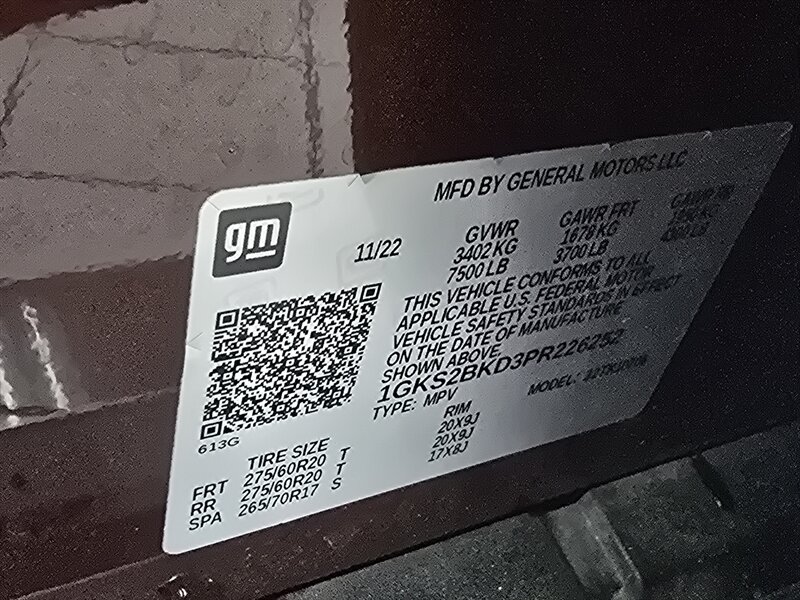 MFD BY GENERAL MOTORS LLC
gm
11/22
GVWR GAWR FRT GAWR RR
3402 KG 1678 KG
7500 LB 3700 LB
THIS VEHICLE CONFORMS TO ALL
APPLICABLE U.S. FEDERAL MOTOR
VEHICLE SAFETY STANDARDS IN EFFECT
ON THE DATE OF MANUFACTURE
SHOWN ABOVE.
1GKS2BKD3PR226252
TYPE: MPV MODEL:
613G
TIRE SIZE RIM
FRT 275/60R20 T 20X9J
RR 275/60R20 T 20X9J
SPA 265/70R17 S 17X8J